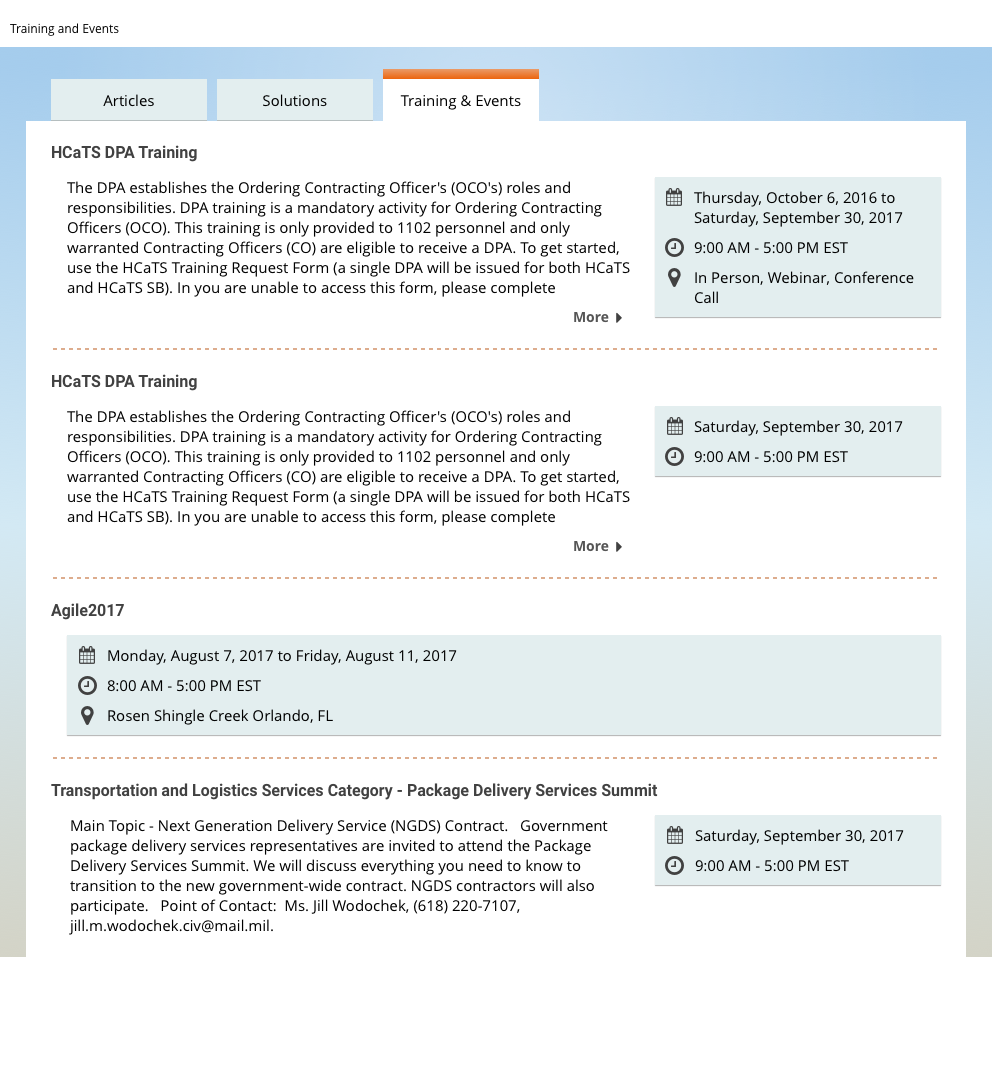 Training and Events
Articles
Solutions
Training & Events
HCaTS DPA Training
The DPA establishes the Ordering Contracting Officer's (OCO's) roles and
responsibilities. DPA training is a mandatory activity for Ordering Contracting
Officers (OCO). This training is only provided to 1102 personnel and only
warranted Contracting Officers (CO) are eligible to receive a DPA. To get started,
use the HCaTS Training Request Form (a single DPA will be issued for both HCaTS
and HCaTS SB). In you are unable to access this form, please complete
More
Thursday, October 6, 2016 to
Saturday, September 30, 2017
9:00 AM - 5:00 PM EST
In Person, Webinar, Conference
Call
HCaTS DPA Training
The DPA establishes the Ordering Contracting Officer's (OCO's) roles and
responsibilities. DPA training is a mandatory activity for Ordering Contracting
Officers (OCO). This training is only provided to 1102 personnel and only
warranted Contracting Officers (CO) are eligible to receive a DPA. To get started,
use the HCaTS Training Request Form (a single DPA will be issued for both HCaTS
and HCaTS SB). In you are unable to access this form, please complete
More
Saturday, September 30, 2017
9:00 AM - 5:00 PM EST
Agile2017
Monday, August 7, 2017 to Friday, August 11, 2017
8:00 AM - 5:00 PM EST
Rosen Shingle Creek Orlando, FL
Transportation and Logistics Services Category - Package Delivery Services Summit
Main Topic - Next Generation Delivery Service (NGDS) Contract.   Government
package delivery services representatives are invited to attend the Package
Delivery Services Summit. We will discuss everything you need to know to
transition to the new government-wide contract. NGDS contractors will also
participate.   Point of Contact:  Ms. Jill Wodochek, (618) 220-7107,
jill.m.wodochek.civ@mail.mil.
Saturday, September 30, 2017
9:00 AM - 5:00 PM EST